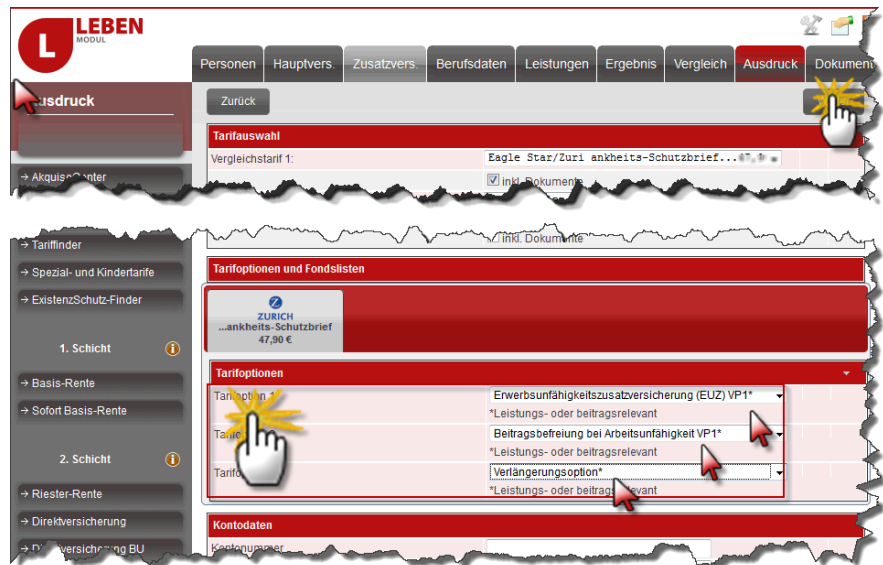 LEBEN
MODUL
L
Personen Hauptvers. Zusatzvers. Berufsdaten Leistungen Ergebnis Vergleich Ausdruck Dokument
Zurück
Tarifauswahl
Vergleichstarif 1: Eagle Star/Zuri ankheits-Schutzbrief...
inkl. Dokumente
→ Tariffinder
→ Spezial- und Kindertarife
→ ExistenzSchutz-Finder
1. Schicht
→ Basis-Rente
→ Sofort Basis-Rente
2. Schicht
→ Riester-Rente
→ Direktversicherung
inkl. Dokumente
Tarifoptionen und Fondslisten
ZURICH
...ankheits-Schutzbrief
47,90 €
Tarifoptionen
Erwerbsunfähigkeitszusatzversicherung (EUZ) VP1*
*Leistungs- oder beitragsrelevant
Beitragsbefreiung bei Arbeitsunfähigkeit VP1*
*Leistungs- oder beitragsrelevant
Verlängerungsoption*
*Leistungs- oder
Kontodaten
Kontonummer